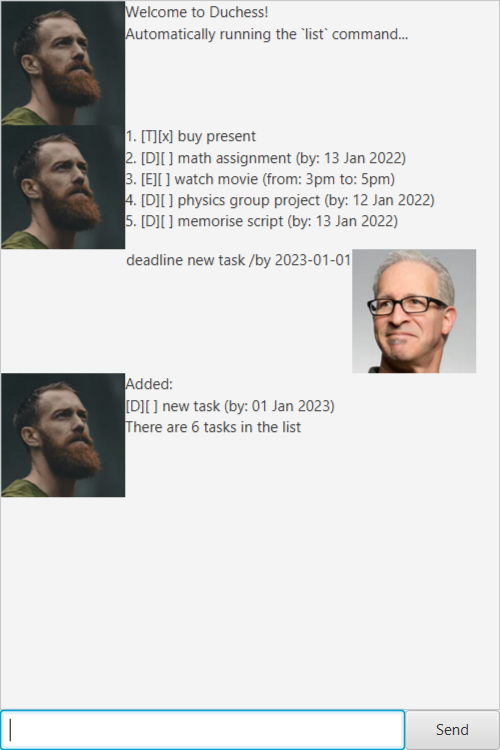 Welcome to Duchess!
Automatically running the `list` command...
1. [T][x] buy present
2. [D][ ] math assignment (by: 13 Jan 2022)
3. [E][ ] watch movie (from: 3pm to: 5pm)
4. [D][ ] physics group project (by: 12 Jan 2022)
5. [D][ ] memorise script (by: 13 Jan 2022)
deadline new task /by 2023-01-01
Added:
[D][ ] new task (by: 01 Jan 2023)
There are 6 tasks in the list
Send